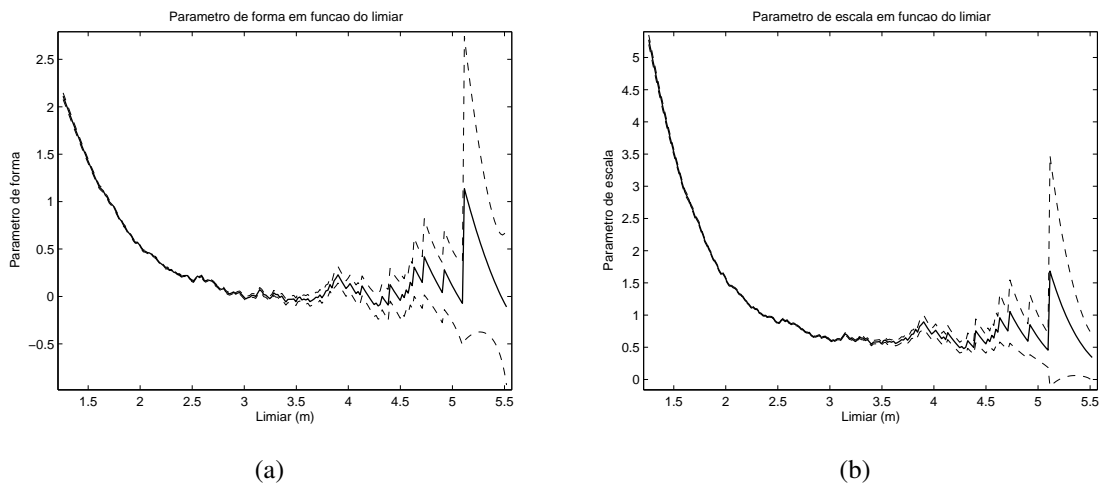 Parametro de forma em funcao do limiar
Parametro de forma
2.5
2
1.5
1
0.5
0
−0.5
1.5 2 2.5 3 3.5 4 4.5 5 5.5
Limiar (m)
(a)
Parametro de escala em funcao do limiar
Parametro de escala
5
4.5
4
3.5
3
2.5
2
1.5
1
0.5
0
1.5 2 2.5 3 3.5 4 4.5 5 5.5
Limiar (m)
(b)